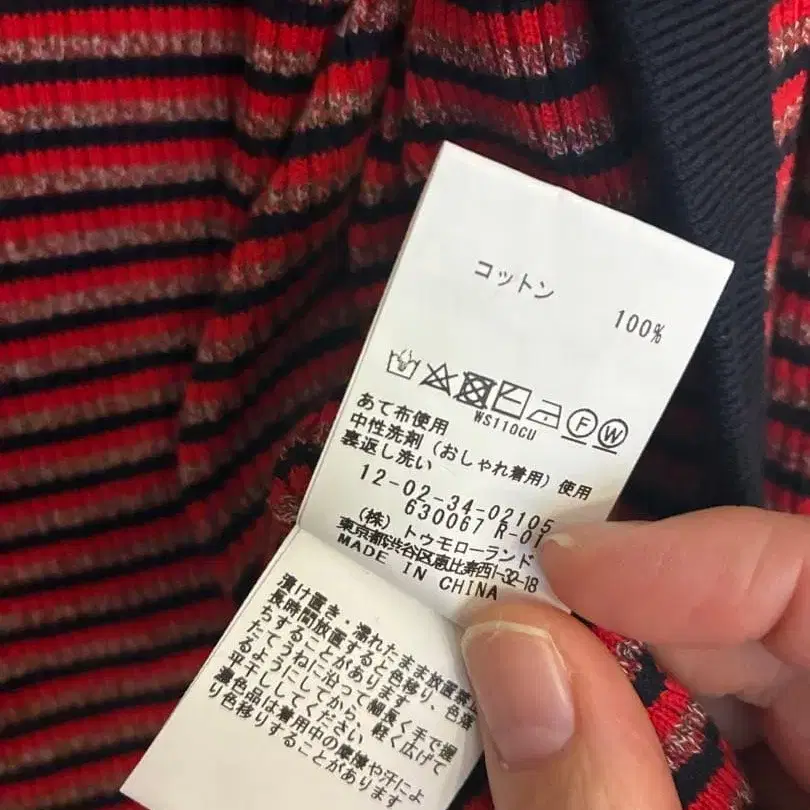 コットン
100%
WS110CU
F
W
あて布使用
中性洗剤（おしゃれ着用）使用
裏返し洗い
12-02-34-02105
630067 R-01
（株）トゥモローランド
東京都渋谷区恵比寿西1-32-18
MADE IN CHINA
漬け置き・濡れたまま放置禁止
長時間放置すると色移り、色落
ちすることがあります
たてうねに沿って細長く手で握
るようにしてから、軽く広げて
平干ししてください
濃色品は着用中の摩擦や汗によ
り色移りすることがあります